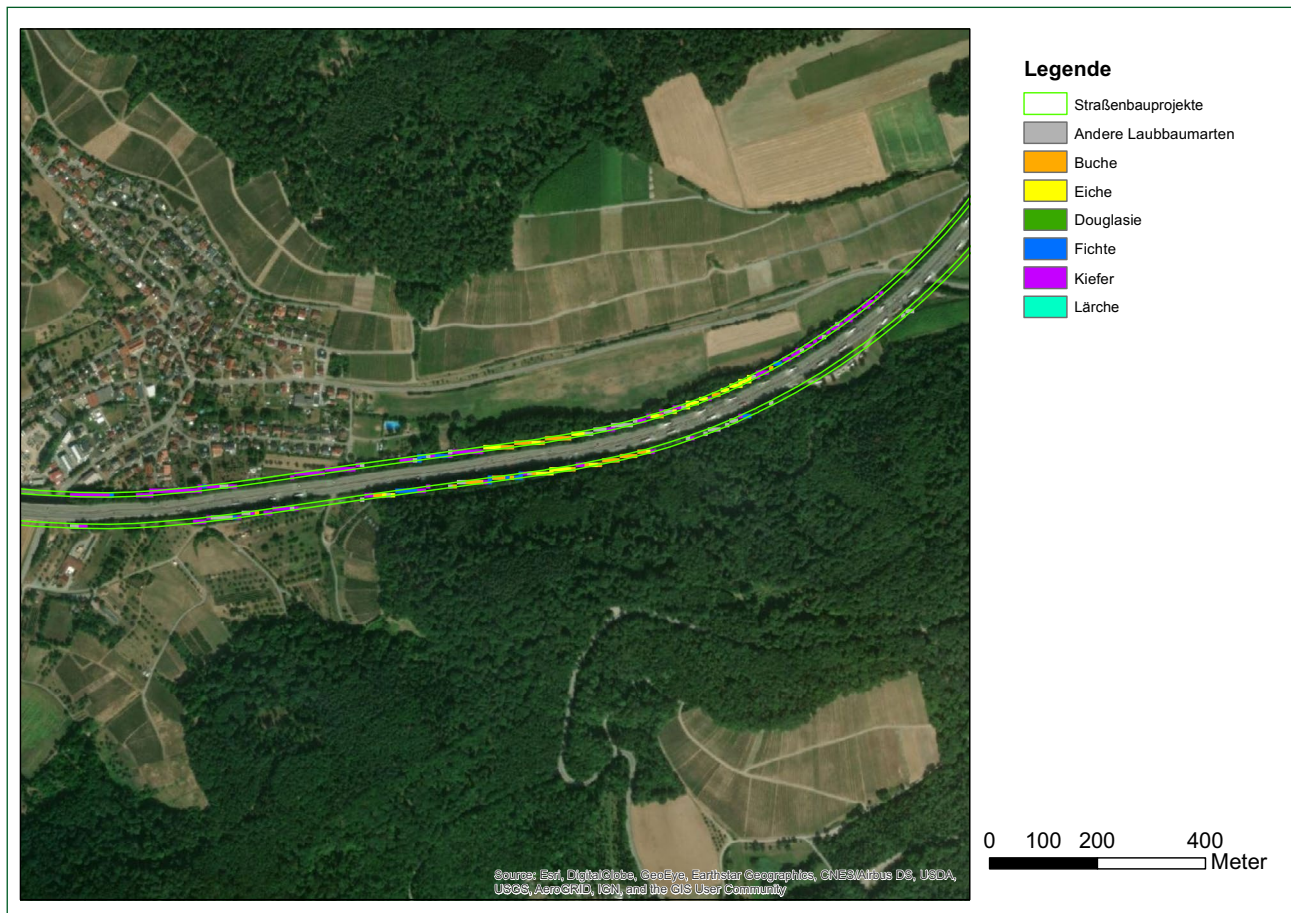 Legende
Straßenbauprojekte
Andere Laubbaumarten
Buche
Eiche
Douglasie
Fichte
Kiefer
Lärche
0 100 200 400
Meter
Source: Esri, DigitalGlobe, GeoEye, Earthstar Geographics, CNES/Airbus DS, USDA,
USGS, AeroGRID, IGN, and the GIS User Community